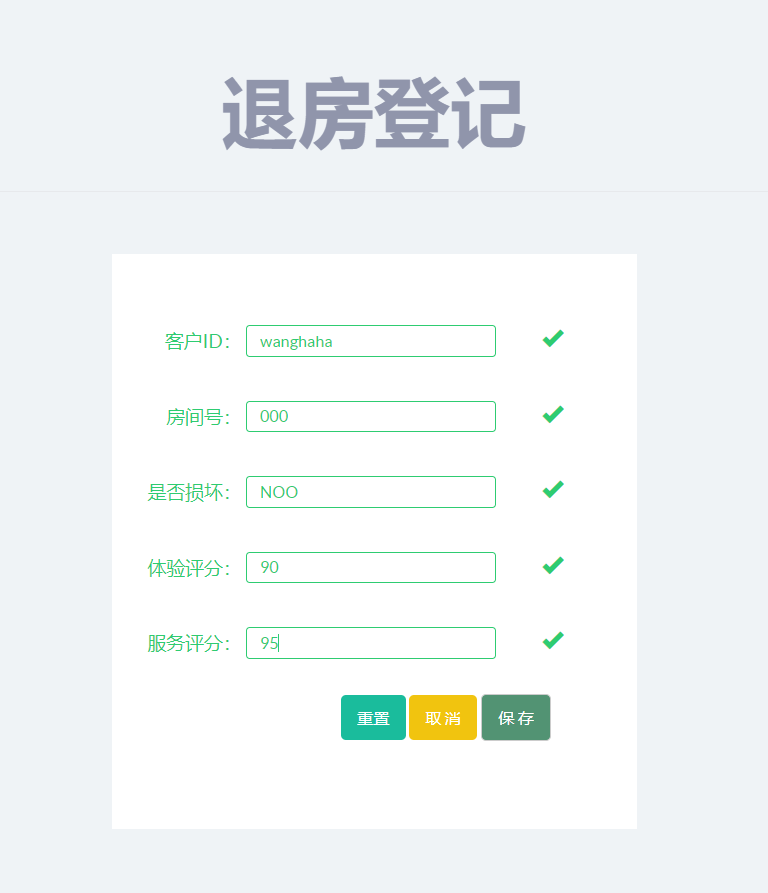 退房登记
客户ID： wanghaha
房间号： 000
是否损坏： NOO
体验评分： 90
服务评分： 95
重置 取消 保存